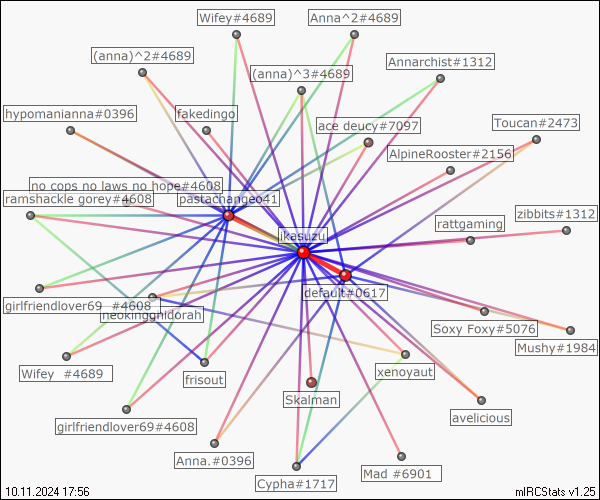 Wifey#4689
Anna^2#4689
(anna)^2#4689
Annarchist#1312
(anna)^3#4689
hypomanianna#0396
fakedingo
ace deucy#7097
Toucan#2473
AlpineRooster#2156
no cops no laws no hope#4608
ramshackle gorey#4608
pastachangeo41
zibbits#1312
rattgaming
ikasuzu
default#0617
girlfriendlover69 #4608
neokingghidorah
Soxy Foxy#5076
Mushy#1984
Wifey #4689
frisout
xenoyaut
Skalman
avelicious
girlfriendlover69#4608
Anna.#0396
Cypha#1717
Mad #6901
10.11.2024 17:56
mIRCStats v1.25